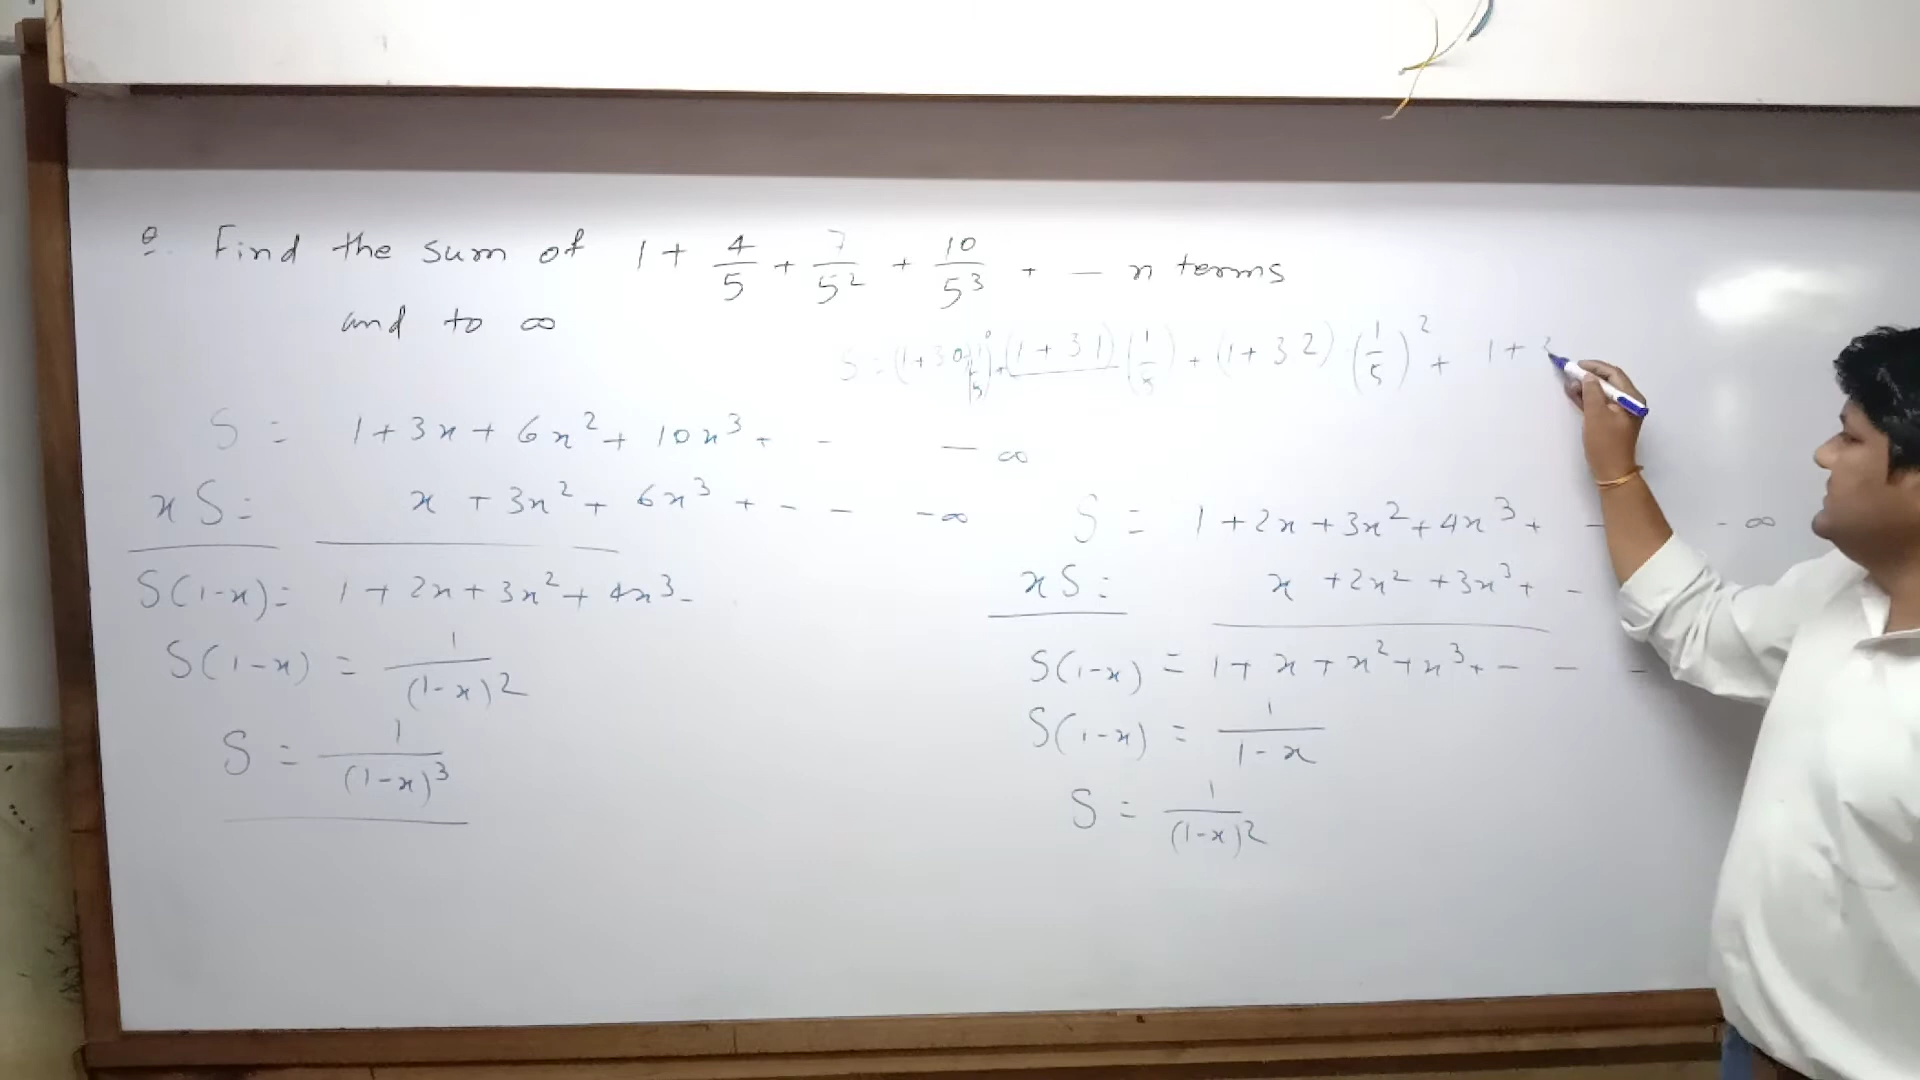 Q. Find the sum of 1 + 4/5 + 7/5² + 10/5³ + - n terms
and to ∞
S = (1+3 0)(1/5)⁰ + (1+3 1)(1/5) + (1+3 2)·(1/5)² + 1+3
S = 1+3x+6x²+10x³+ - — ∞
xS = x + 3x² + 6x³ + - - -∞
S(1-x) = 1 + 2x + 3x² + 4x³ -
S(1-x) = 1/(1-x)²
S = 1/(1-x)³
S = 1+2x+3x²+4x³+ - - ∞
xS = x +2x² +3x³+ -
S(1-x) = 1+ x + x² + x³ + - - -
S(1-x) = 1/(1-x)
S = 1/(1-x)²